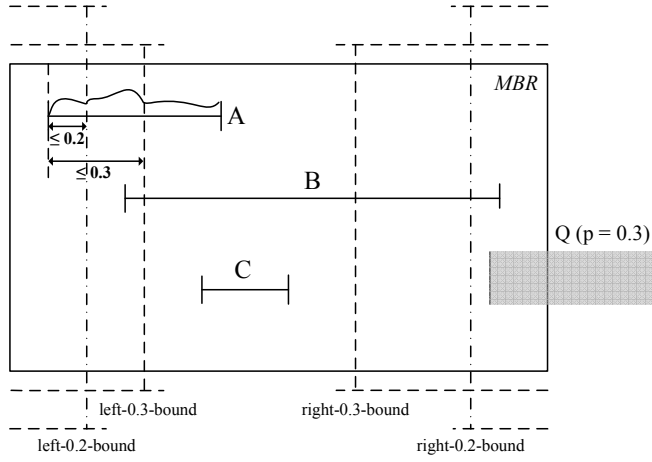 MBR
A
≤ 0.2
≤ 0.3
B
Q (p = 0.3)
C
left-0.3-bound
right-0.3-bound
left-0.2-bound
right-0.2-bound